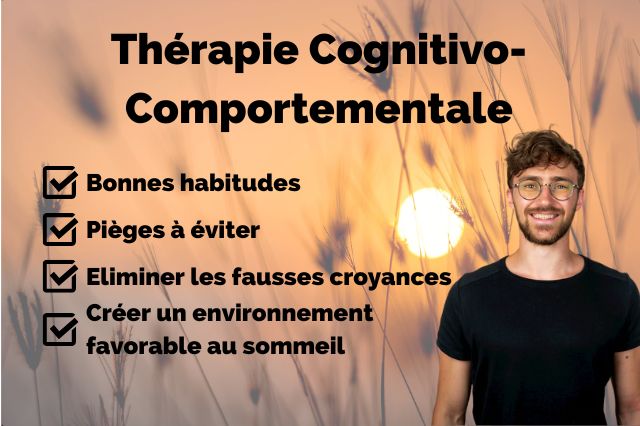 Thérapie Cognitivo-
Comportementale
Bonnes habitudes
Pièges à éviter
Eliminer les fausses croyances
Créer un environnement
favorable au sommeil